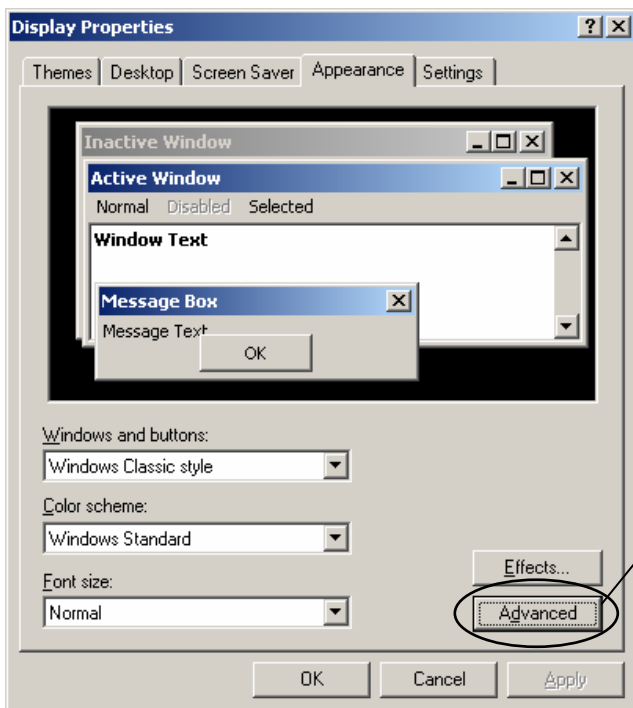 Display Properties
Themes Desktop Screen Saver Appearance Settings
Inactive Window
Active Window
Normal Disabled Selected
Window Text
Message Box
Message Text
OK
Windows and buttons:
Windows Classic style
Color scheme:
Windows Standard
Effects...
Font size:
Normal
Advanced
OK Cancel Apply